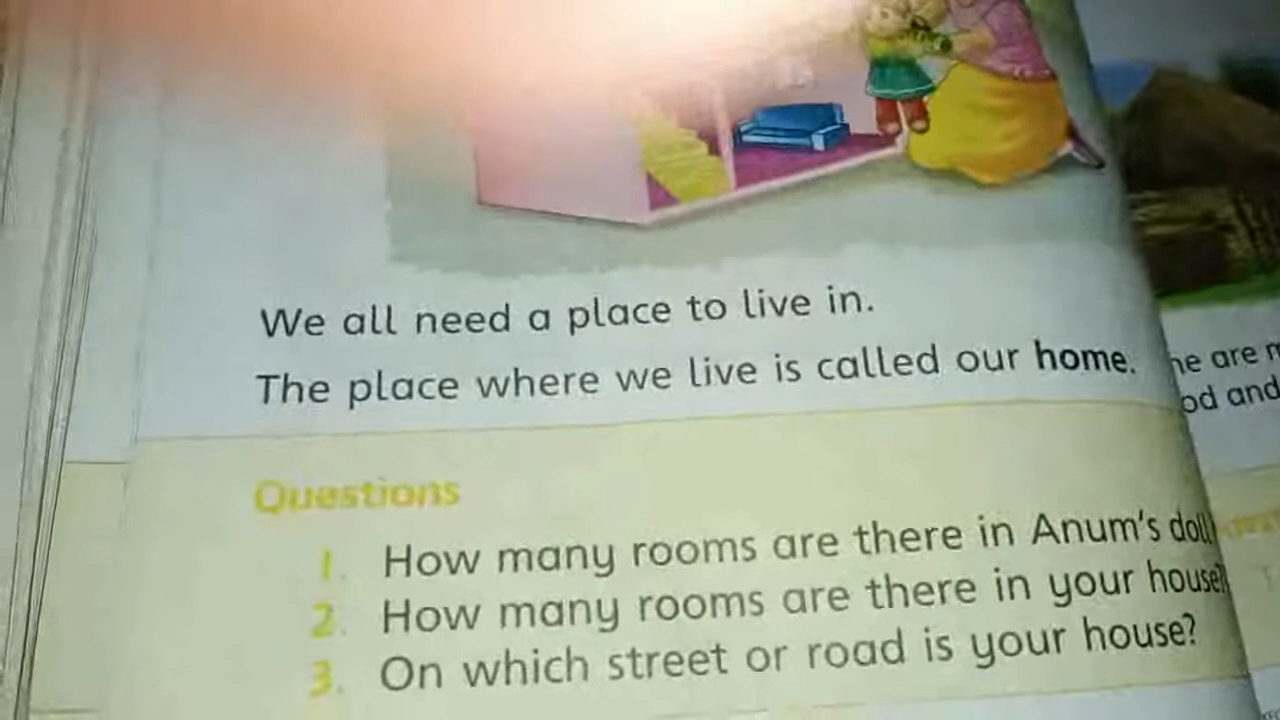 We all need a place to live in.
The place where we live is called our home.
Questions
1. How many rooms are there in Anum's doll
2. How many rooms are there in your house?
3. On which street or road is your house?
are
and